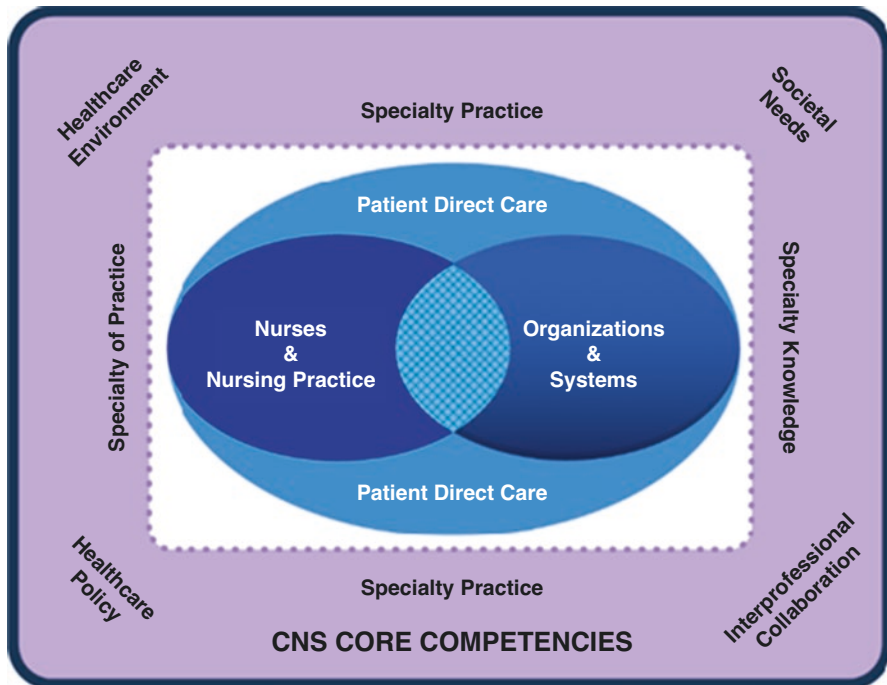 Healthcare
Environment
Specialty Practice
Societal
Needs
Patient Direct Care
Specialty of Practice
Nurses
&
Nursing Practice
Organizations
&
Systems
Specialty Knowledge
Patient Direct Care
Healthcare
Policy
Specialty Practice
Interprofessional
Collaboration
CNS CORE COMPETENCIES